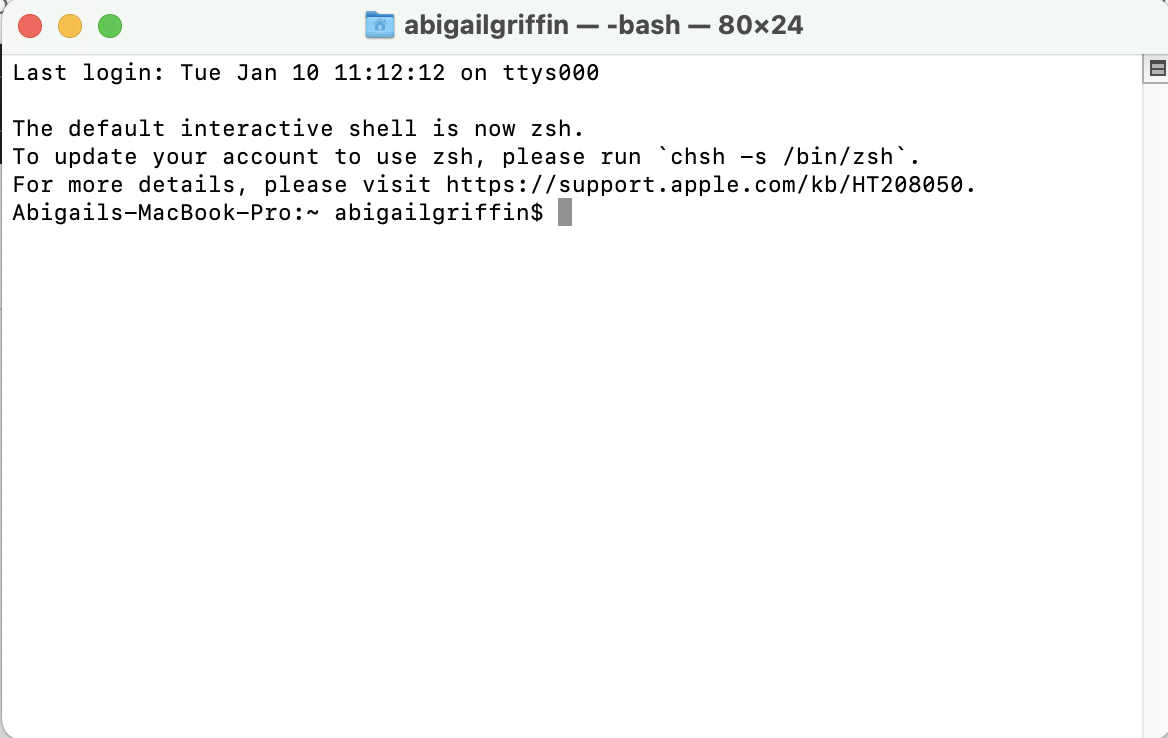 abigailgriffin — -bash — 80×24
Last login: Tue Jan 10 11:12:12 on ttys000
The default interactive shell is now zsh.
To update your account to use zsh, please run `chsh -s /bin/zsh`.
For more details, please visit https://support.apple.com/kb/HT208050.
Abigails-MacBook-Pro:~ abigailgriffin$